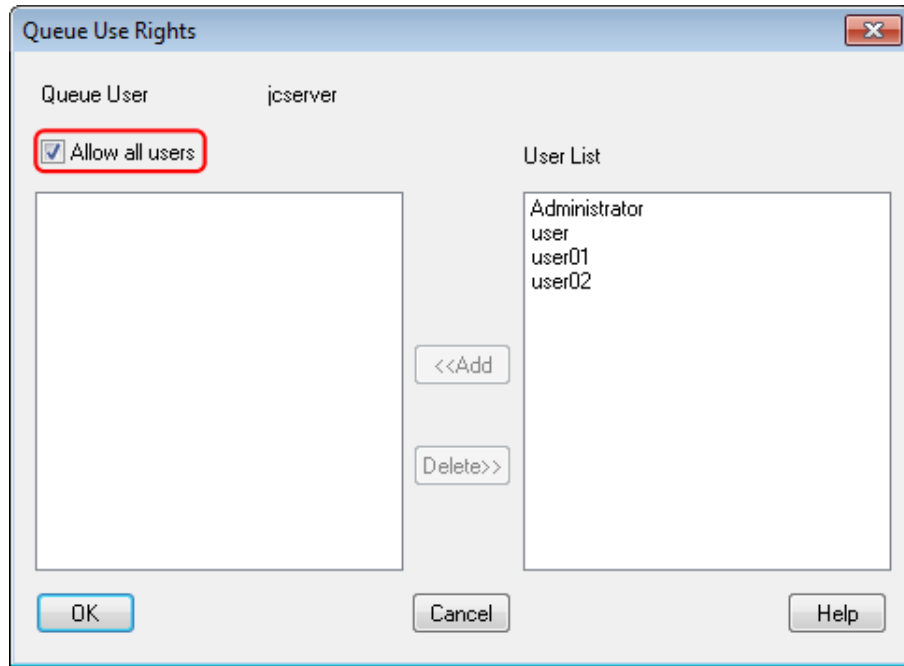 Queue Use Rights
Queue User jcserver
Allow all users
User List
Administrator
user
user01
user02
<<Add
Delete>>
OK Cancel Help